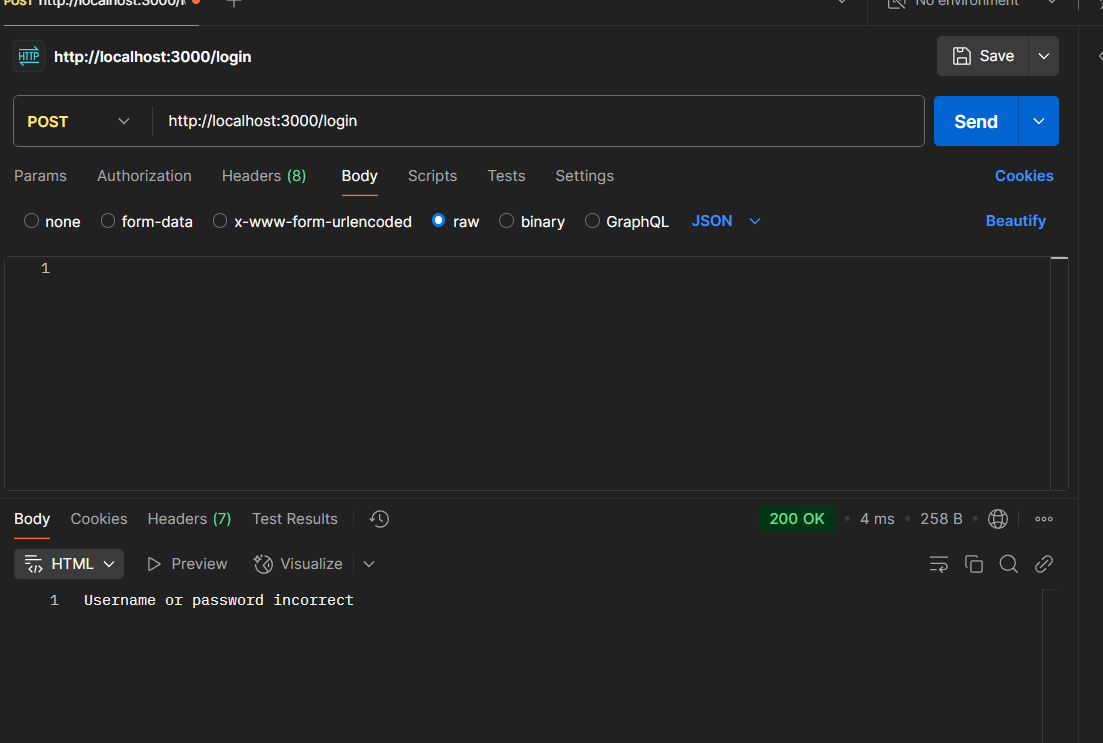 POST http://localhost:3000/l No environment
HTTP http://localhost:3000/login Save
POST http://localhost:3000/login Send
Params Authorization Headers (8) Body Scripts Tests Settings Cookies
none form-data x-www-form-urlencoded raw binary GraphQL JSON Beautify
1
Body Cookies Headers (7) Test Results 200 OK 4 ms 258 B
HTML Preview Visualize
1 Username or password incorrect